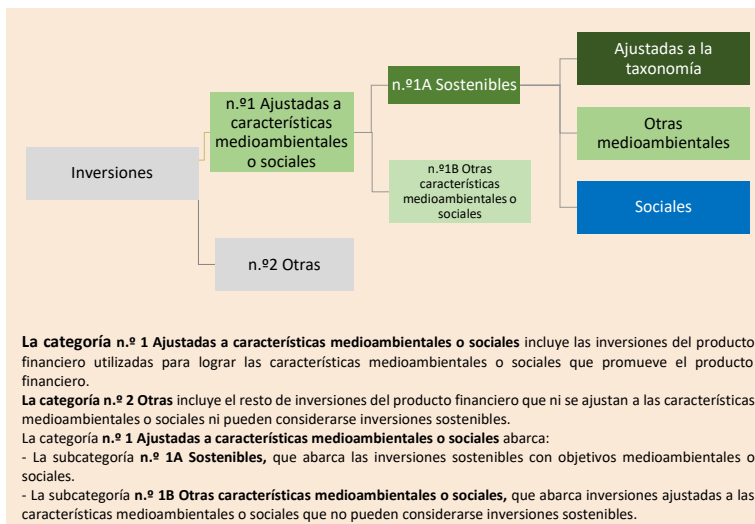 Inversiones
n.º1 Ajustadas a
características
medioambientales
o sociales
n.º2 Otras
n.º1A Sostenibles
n.º1B Otras
características
medioambientales o
sociales
Ajustadas a la
taxonomía
Otras
medioambientales
Sociales
La categoría n.º 1 Ajustadas a características medioambientales o sociales incluye las inversiones del producto
financiero utilizadas para lograr las características medioambientales o sociales que promueve el producto
financiero.
La categoría n.º 2 Otras incluye el resto de inversiones del producto financiero que ni se ajustan a las características
medioambientales o sociales ni pueden considerarse inversiones sostenibles.
La categoría n.º 1 Ajustadas a características medioambientales o sociales abarca:
- La subcategoría n.º 1A Sostenibles, que abarca las inversiones sostenibles con objetivos medioambientales o
sociales.
- La subcategoría n.º 1B Otras características medioambientales o sociales, que abarca inversiones ajustadas a las
características medioambientales o sociales que no pueden considerarse inversiones sostenibles.